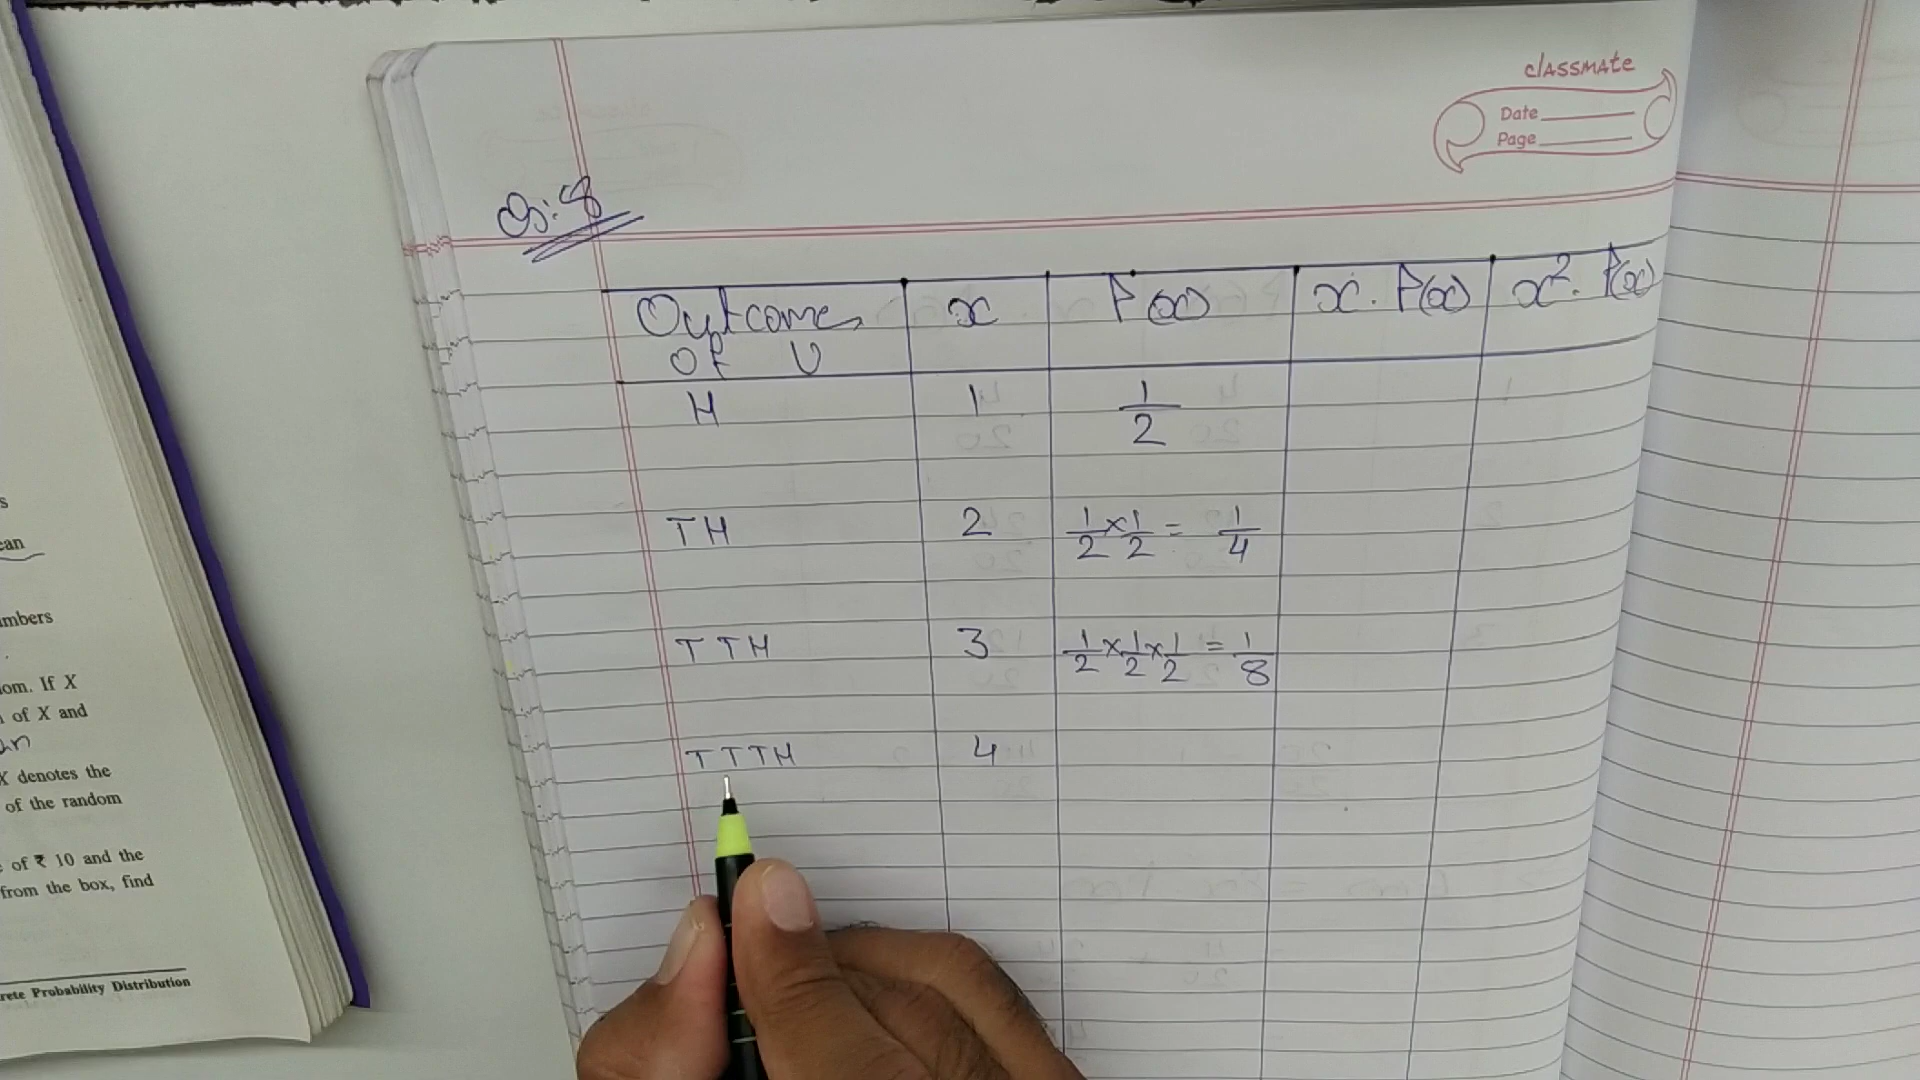 classmate
Date
Page
Q:8
Outcomes of U | x | P(x) | x. P(x) | x². P(x)
H | 1 | 1/2
TH | 2 | 1/2 × 1/2 = 1/4
TTH | 3 | 1/2 × 1/2 × 1/2 = 1/8
TTTH | 4
ean
umbers
om. If X
of X and
X denotes the
of the random
of ₹ 10 and the
from the box, find
rete Probability Distribution